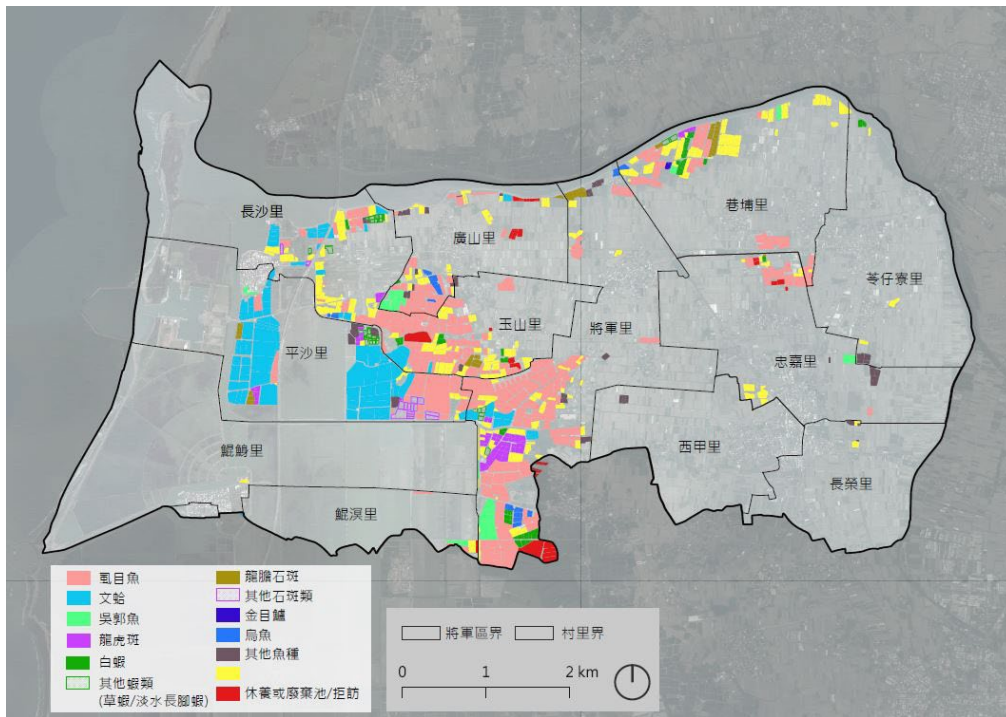 長沙里
廣山里
巷埔里
苓仔寮里
玉山里
將軍里
平沙里
忠嘉里
西甲里
鯤鯓里
長榮里
鯤溟里
虱目魚
文蛤
吳郭魚
龍虎斑
白蝦
其他蝦類
(草蝦/淡水長腳蝦)
龍膽石斑
其他石斑類
金目鱸
烏魚
其他魚種
休養或廢棄池/拒訪
將軍區界 村里界
0 1 2 km